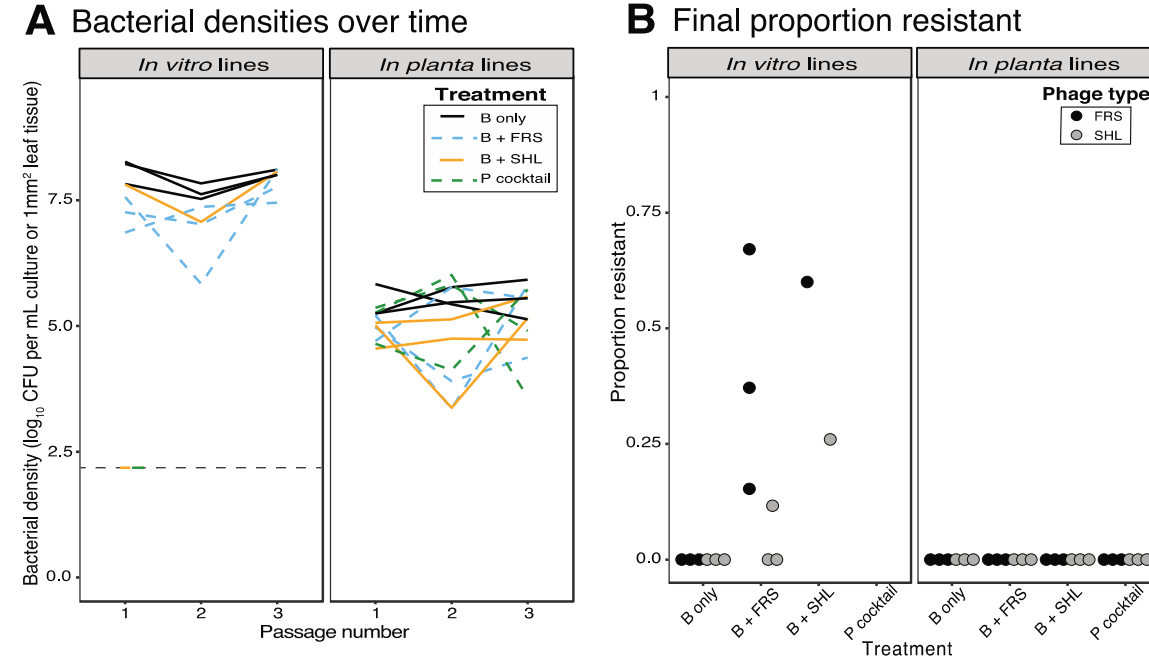 A Bacterial densities over time
In vitro lines
In planta lines
Treatment
B only
B + FRS
B + SHL
P cocktail
Bacterial density (log10 CFU per mL culture or 1mm² leaf tissue)
7.5
5.0
2.5
0.0
1
2
3
1
2
3
Passage number
B Final proportion resistant
In vitro lines
In planta lines
Phage type
FRS
SHL
Proportion resistant
1
0.75
0.5
0.25
0.0
B only
B + FRS
B + SHL
P cocktail
B only
B + FRS
B + SHL
P cocktail
Treatment